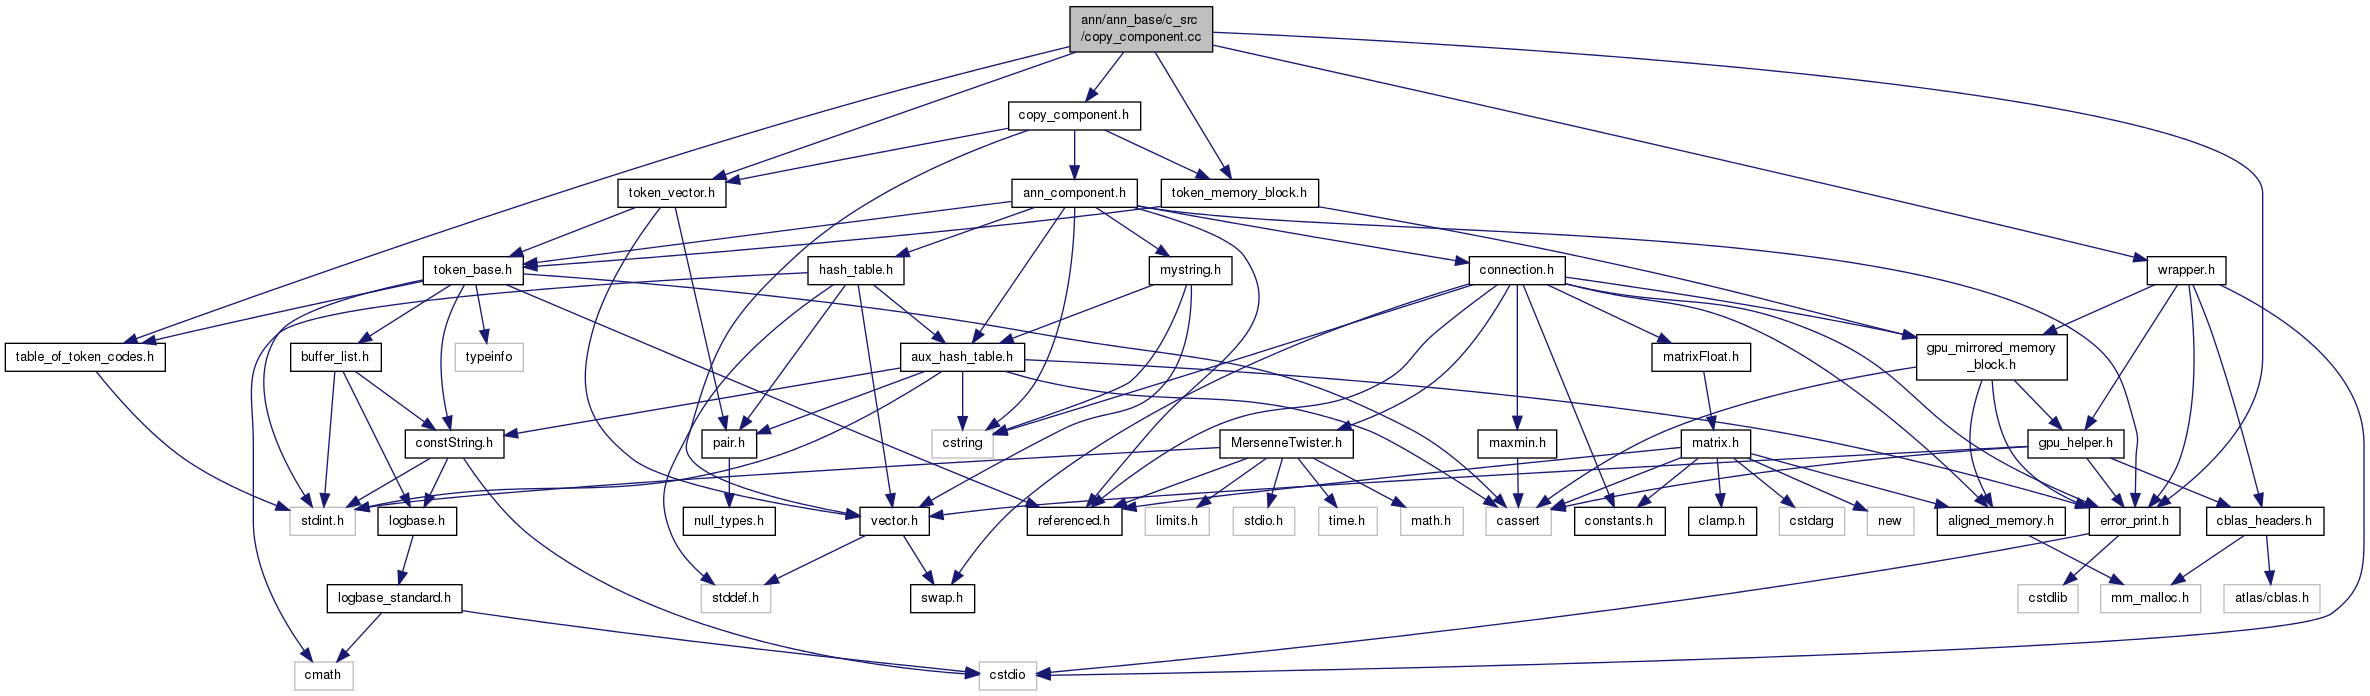 ann/ann_base/c_src
/copy_component.cc
copy_component.h
token_vector.h
ann_component.h
token_memory_block.h
token_base.h
hash_table.h
mystring.h
connection.h
wrapper.h
table_of_token_codes.h
buffer_list.h
typeinfo
aux_hash_table.h
matrixFloat.h
gpu_mirrored_memory
_block.h
constString.h
pair.h
cstring
MersenneTwister.h
maxmin.h
matrix.h
gpu_helper.h
stdint.h
logbase.h
null_types.h
vector.h
referenced.h
limits.h
stdio.h
time.h
math.h
cassert
constants.h
clamp.h
cstdarg
new
aligned_memory.h
error_print.h
cblas_headers.h
logbase_standard.h
stddef.h
swap.h
cstdlib
mm_malloc.h
atlas/cblas.h
cmath
cstdio